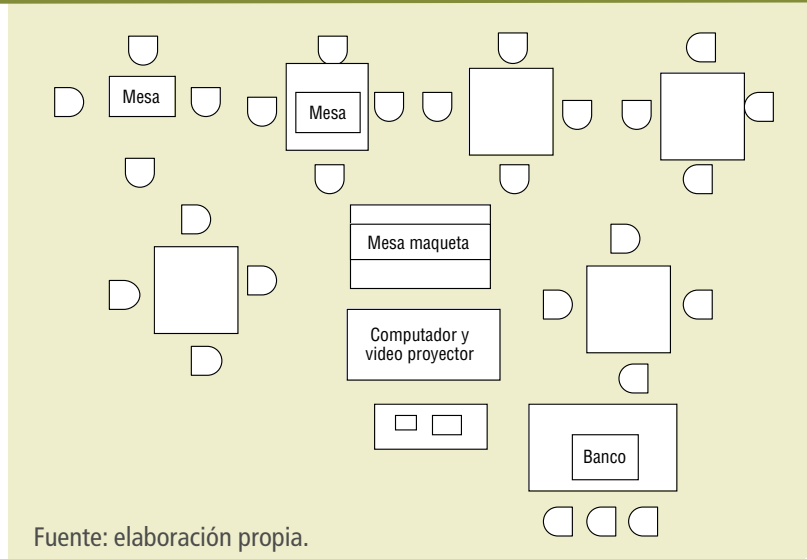 Mesa
Mesa
Mesa maqueta
Computador y
video proyector
Banco
Fuente: elaboración propia.